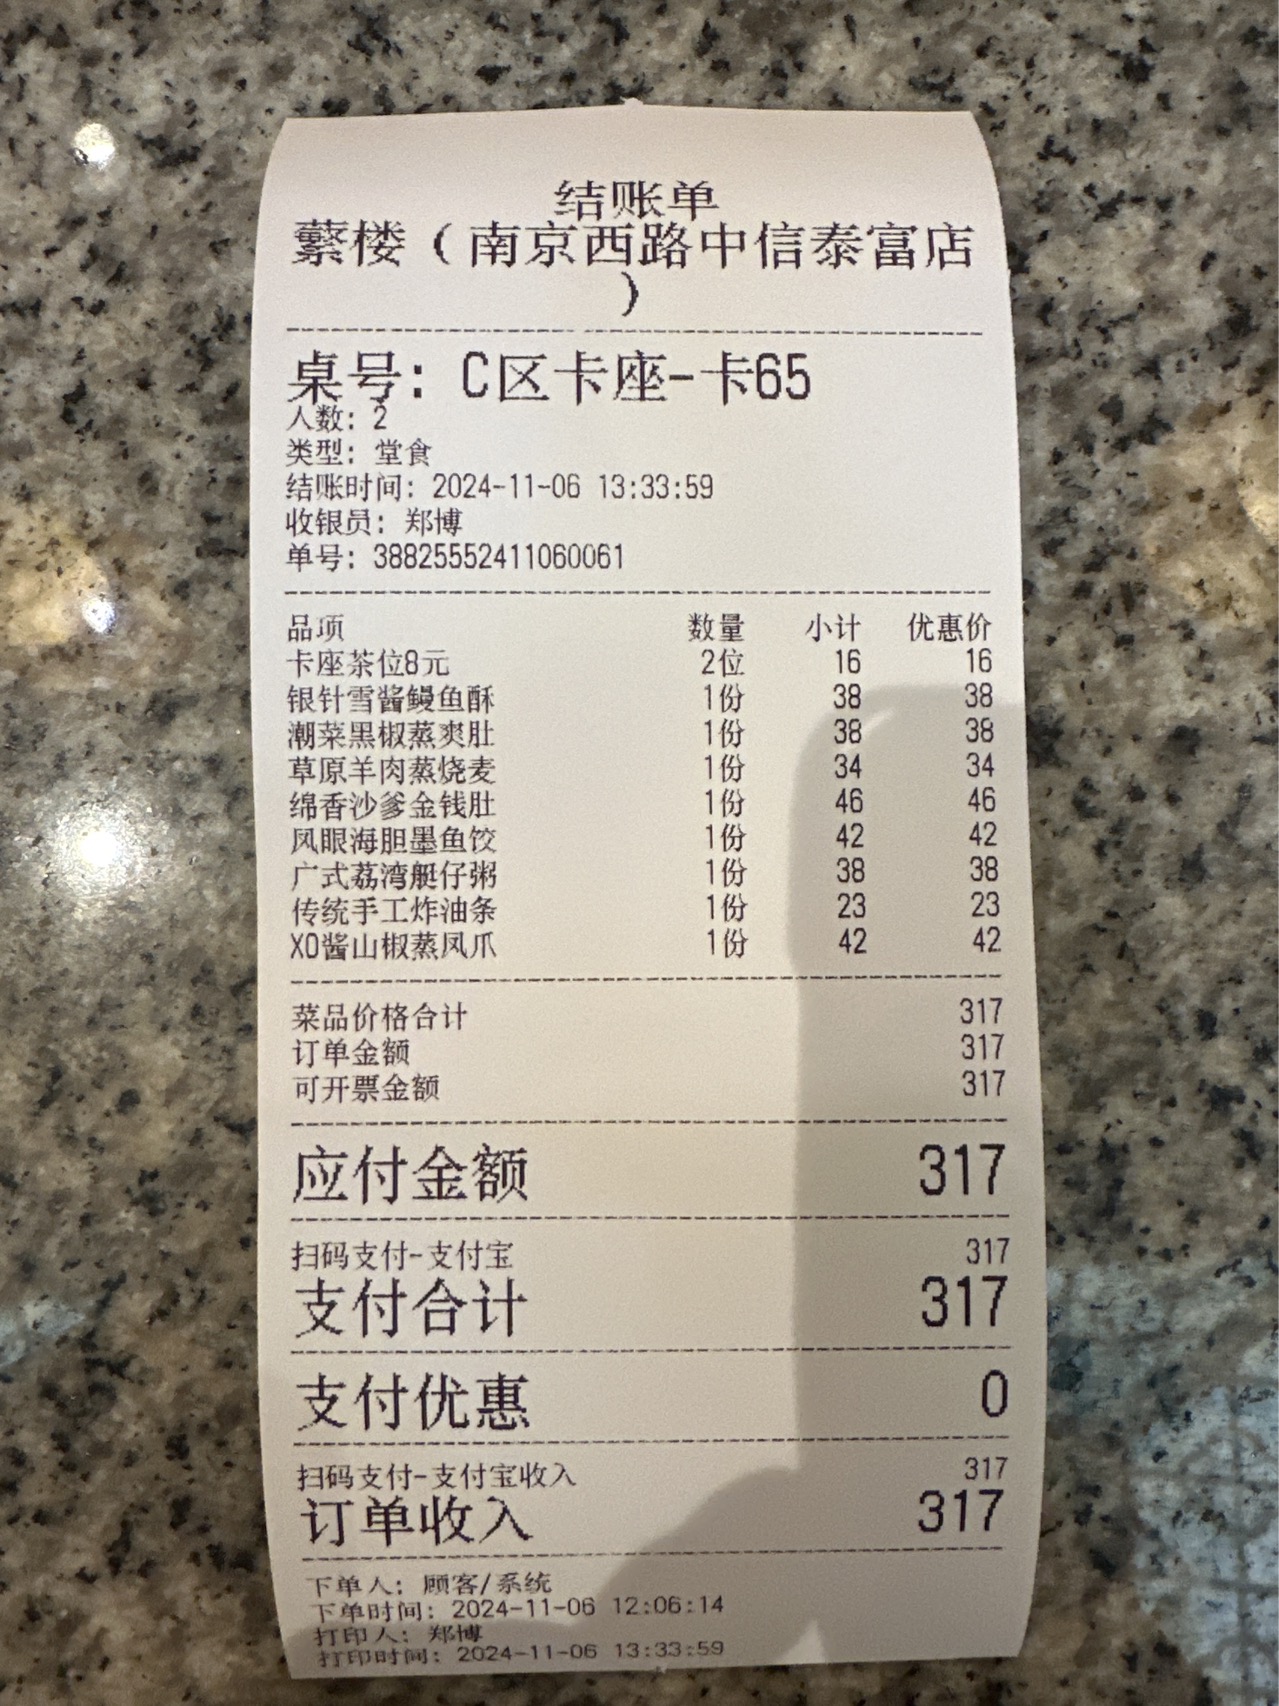 结账单
蘩楼（南京西路中信泰富店
）
桌号: C区卡座-卡65
人数: 2
类型: 堂食
结账时间: 2024-11-06 13:33:59
收银员: 郑博
单号: 38825552411060061
品项 数量 小计 优惠价
卡座茶位8元 2位 16 16
银针雪酱鳗鱼酥 1份 38 38
潮菜黑椒蒸爽肚 1份 38 38
草原羊肉蒸烧麦 1份 34 34
绵香沙爹金钱肚 1份 46 46
凤眼海胆墨鱼饺 1份 42 42
广式荔湾艇仔粥 1份 38 38
传统手工炸油条 1份 23 23
XO酱山椒蒸凤爪 1份 42 42
菜品价格合计 317
订单金额 317
可开票金额 317
应付金额 317
扫码支付-支付宝 317
支付合计 317
支付优惠 0
扫码支付-支付宝收入 317
订单收入 317
下单人: 顾客/系统
下单时间: 2024-11-06 12:06:14
打印人: 郑博
打印时间: 2024-11-06 13:33:59